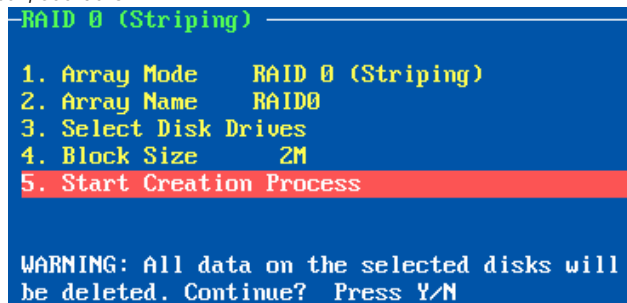 RAID 0 (Striping)
1. Array Mode RAID 0 (Striping)
2. Array Name RAID0
3. Select Disk Drives
4. Block Size 2M
5. Start Creation Process
WARNING: All data on the selected disks will
be deleted. Continue? Press Y/N